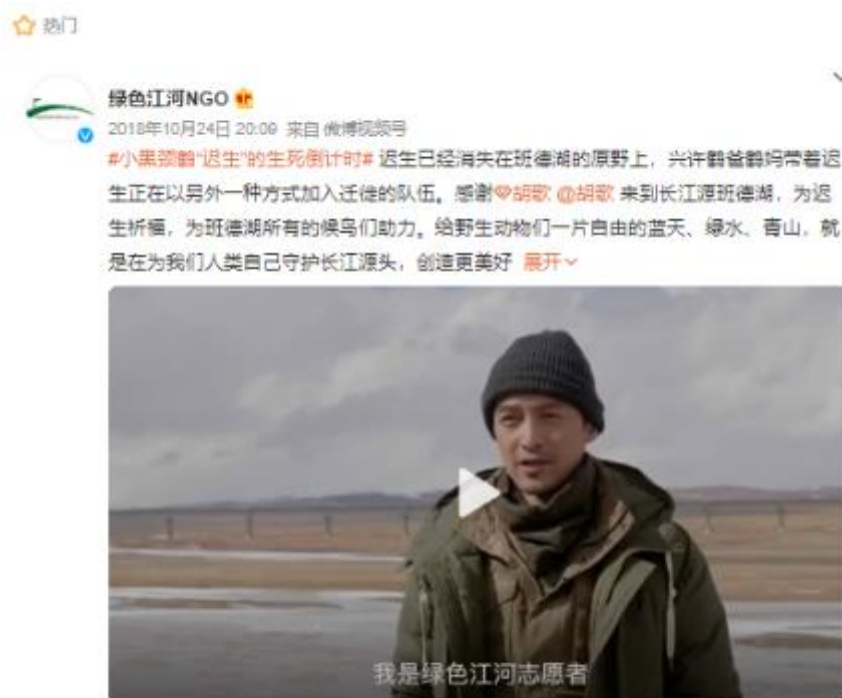 热门
绿色江河NGO
2018年10月24日 20:09 来自 微博视频号
#小黑颈鹤“迟生”的生死倒计时# 迟生已经消失在班德湖的原野上，兴许鹤爸鹤妈带着迟
生正在以另外一种方式加入迁徙的队伍。感谢胡歌 @胡歌 来到长江源班德湖，为迟
生祈福，为班德湖所有的候鸟们助力。给野生动物们一片自由的蓝天、绿水、青山，就
是在为我们人类自己守护长江源头，创造更美好 展开
我是绿色江河志愿者